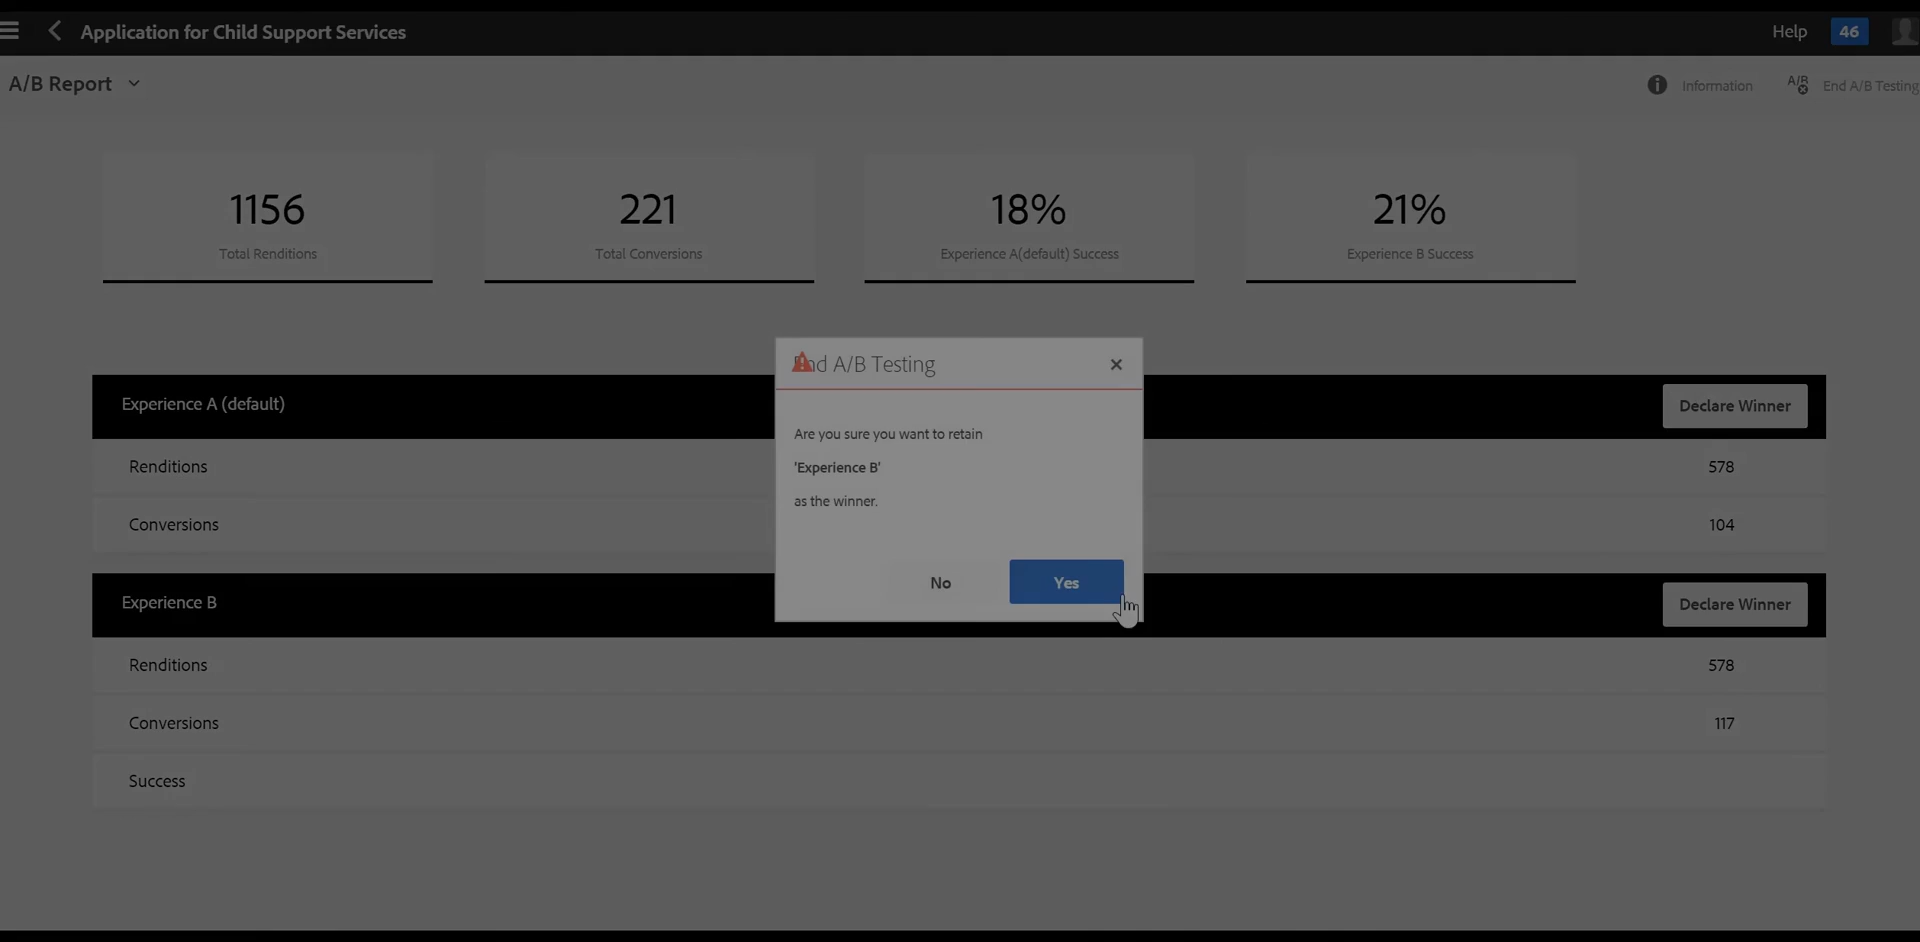 Application for Child Support Services
Help
46
A/B Report
Information
A/B
End A/B Testing
1156
Total Renditions
221
Total Conversions
18%
Experience A(default) Success
21%
Experience B Success
End A/B Testing
Are you sure you want to retain
'Experience B'
as the winner.
No
Yes
Experience A (default)
Declare Winner
Renditions
578
Conversions
104
Experience B
Declare Winner
Renditions
578
Conversions
117
Success